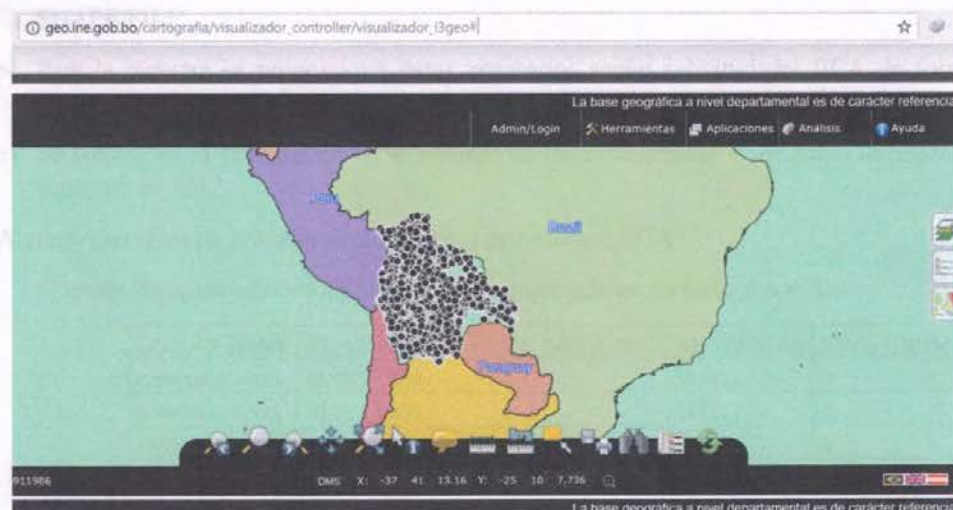 geo.ine.gob.bo/cartografia/visualizador_controller/visualizador_i3geo#
La base geográfica a nivel departamental es de carácter referencia
Admin/Login Herramientas Aplicaciones Análisis Ayuda
Perú
Brasil
Paraguay
911986 DMS X: -37 41 13.16 Y: -25 10 7,736
La base geográfica a nivel departamental es de carácter referencia